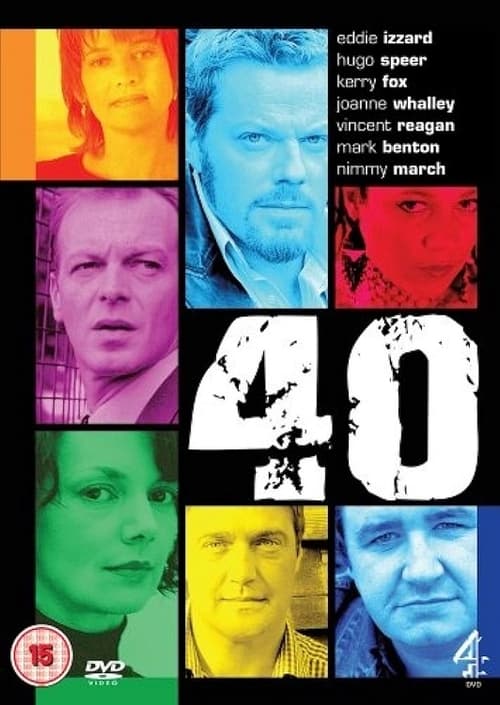 eddie izzard
hugo speer
kerry fox
joanne whalley
vincent reagan
mark benton
nimmy march
40
15
DVD
VIDEO
4
DVD